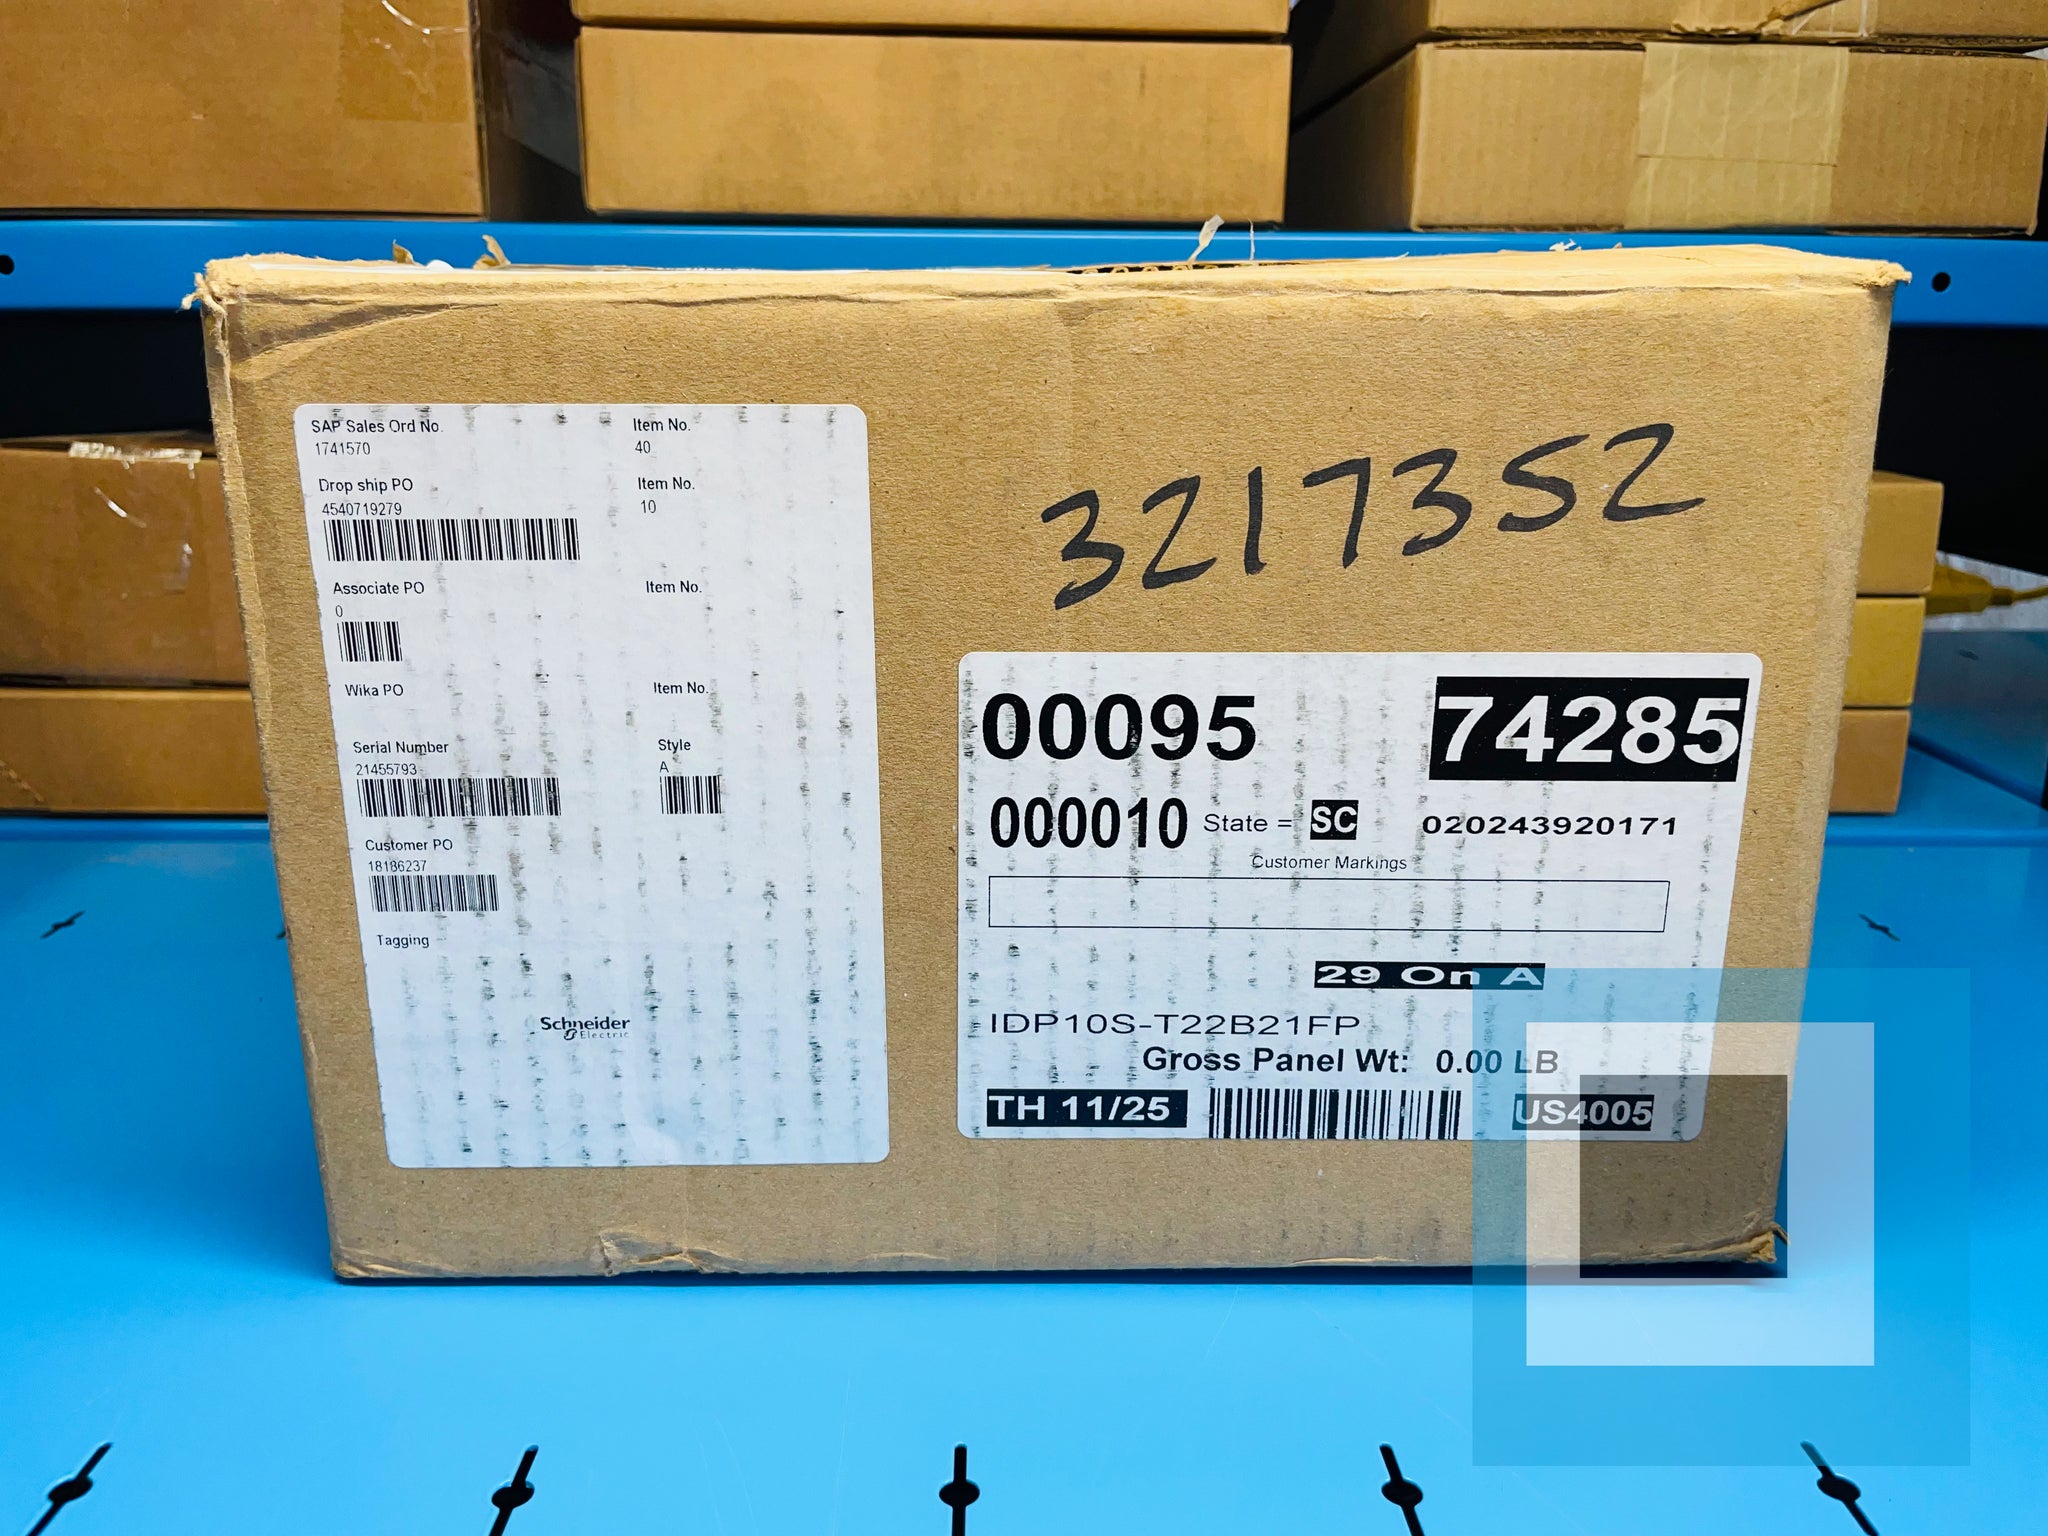 SAP Sales Ord No. Item No.
1741570 40
Drop ship PO Item No.
4540719279 10
Associate PO Item No.
0
Wika PO Item No.
Serial Number Style
21455793 A
Customer PO
18186237
Tagging
Schneider
Electric
3217352
00095 74285
000010 State = SC 020243920171
Customer Markings
29 On A
IDP10S-T22B21FP
Gross Panel Wt: 0.00 LB
TH 11/25 US4005